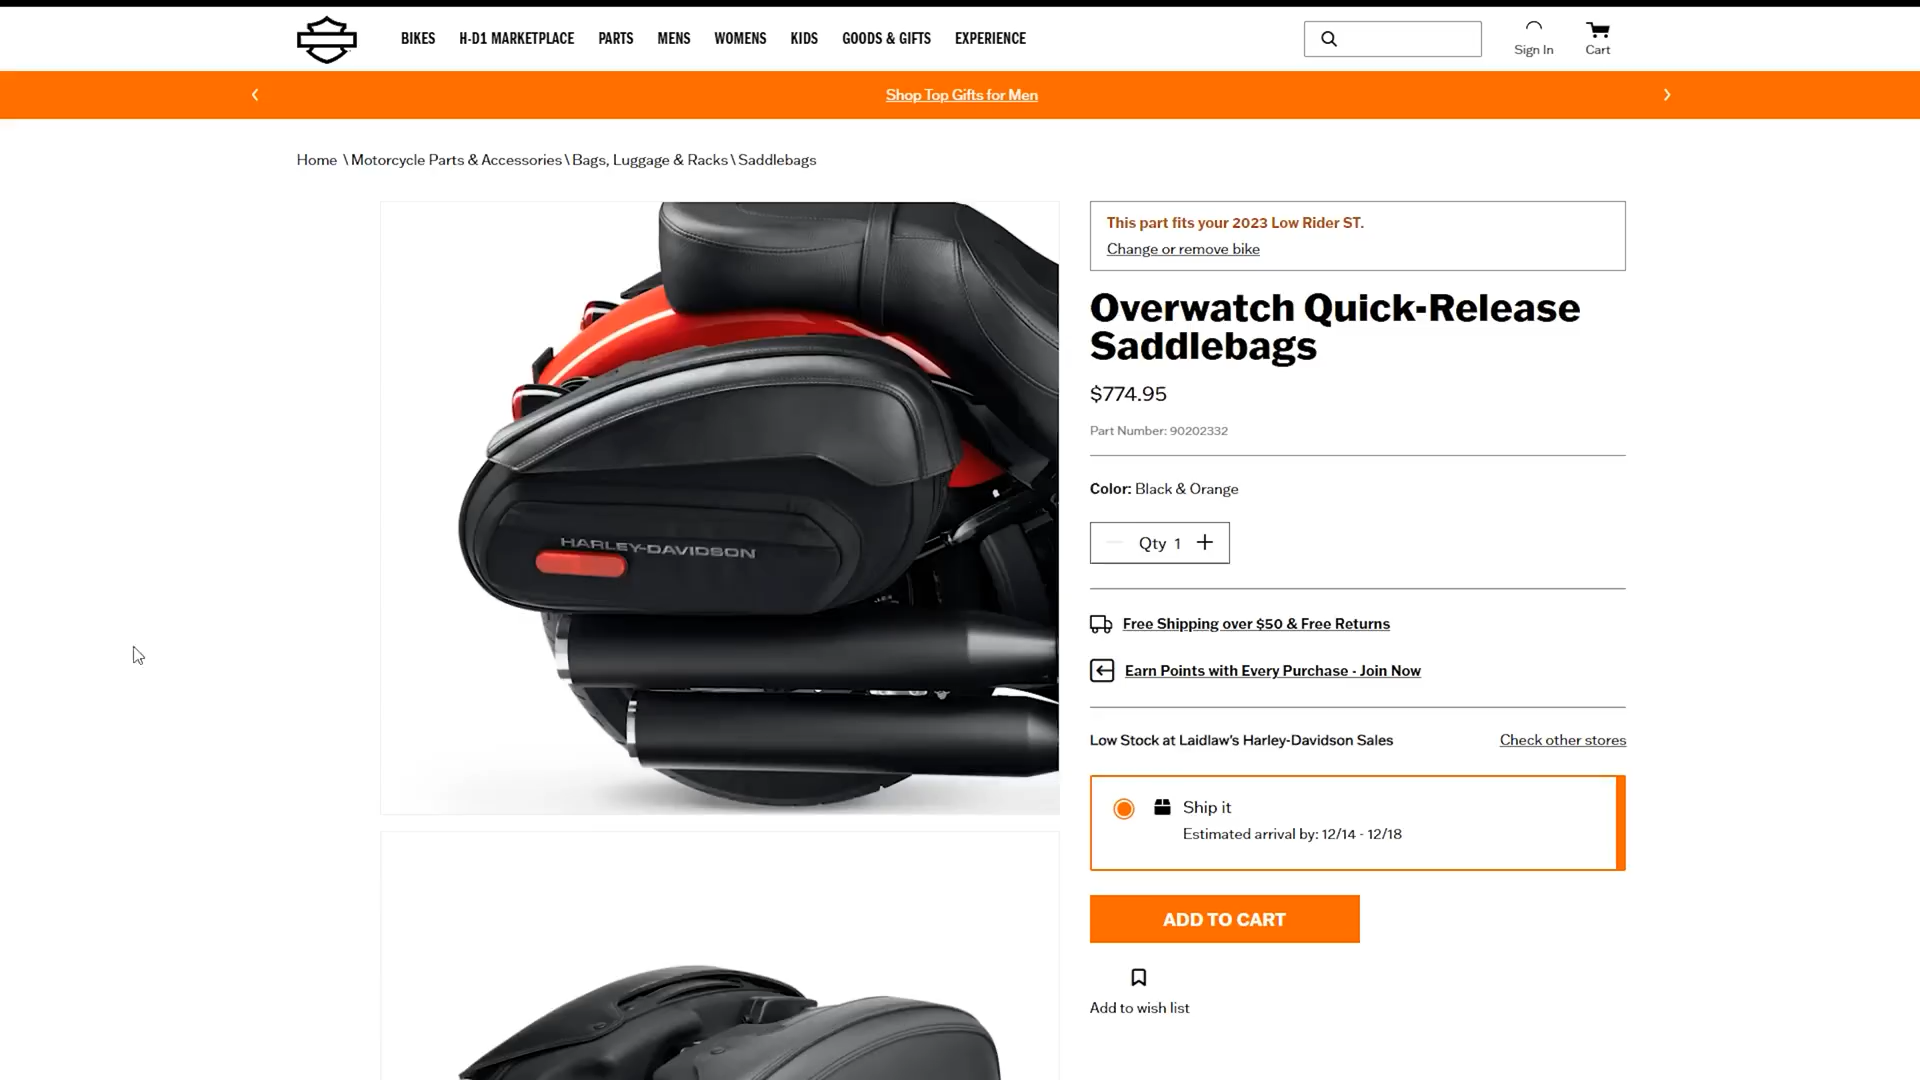 BIKES H-D1 MARKETPLACE PARTS MENS WOMENS KIDS GOODS & GIFTS EXPERIENCE
Sign In Cart
Shop Top Gifts for Men
Home \ Motorcycle Parts & Accessories \ Bags, Luggage & Racks \ Saddlebags
This part fits your 2023 Low Rider ST.
Change or remove bike
Overwatch Quick-Release
Saddlebags
$774.95
Part Number: 90202332
Color: Black & Orange
Qty 1
HARLEY-DAVIDSON
Free Shipping over $50 & Free Returns
Earn Points with Every Purchase - Join Now
Low Stock at Laidlaw's Harley-Davidson Sales Check other stores
Ship it
Estimated arrival by: 12/14 - 12/18
ADD TO CART
Add to wish list